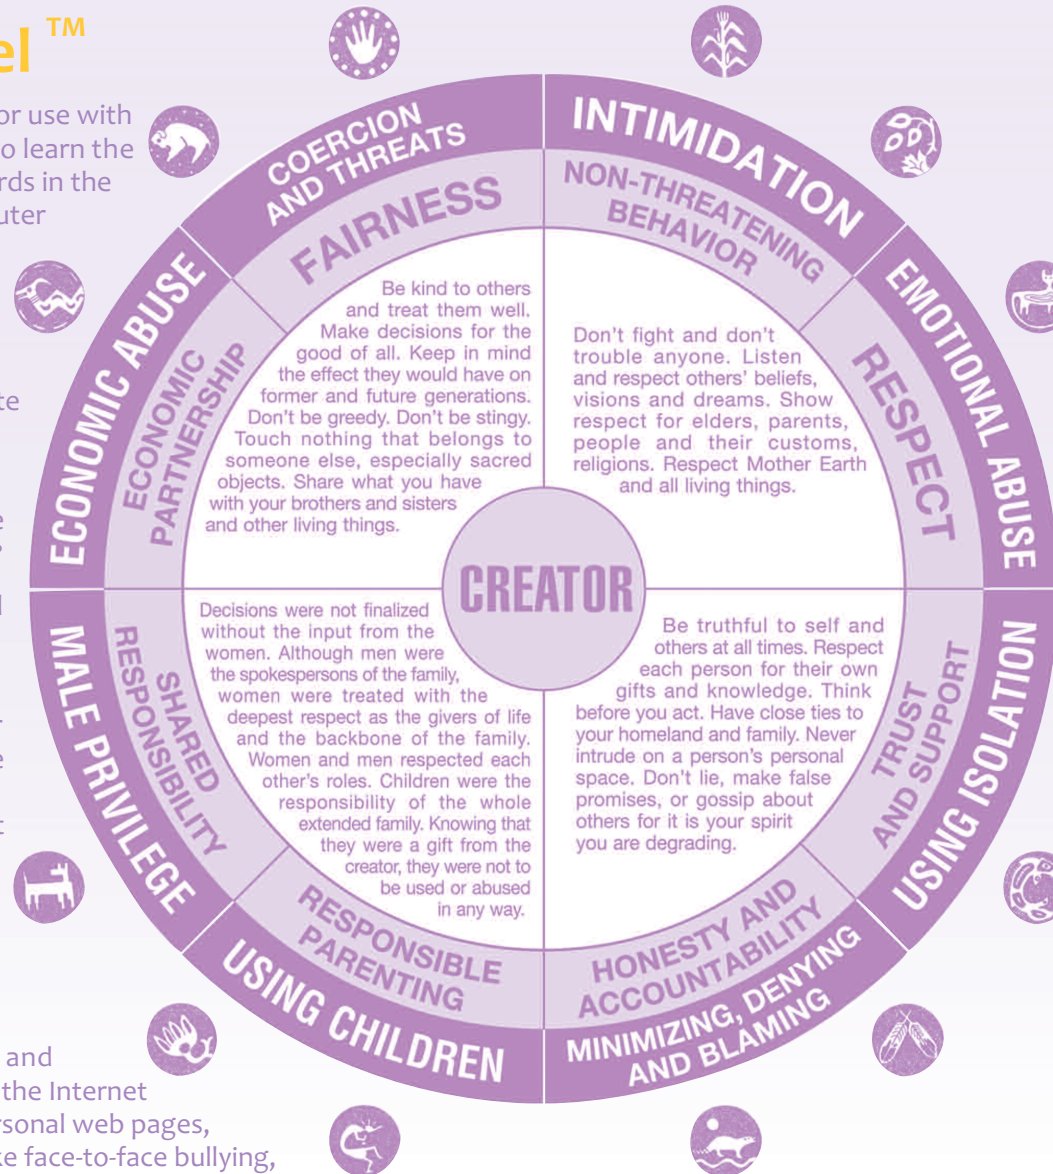 el ™
or use with
o learn the
rds in the
uter
te
e
r
e
t
and
the Internet
rsonal web pages,
ke face-to-face bullying,
COERCION
AND THREATS
FAIRNESS
INTIMIDATION
NON-THREATENING
BEHAVIOR
EMOTIONAL ABUSE
RESPECT
USING ISOLATION
TRUST
AND SUPPORT
HONESTY AND
ACCOUNTABILITY
MINIMIZING, DENYING
AND BLAMING
RESPONSIBLE
PARENTING
USING CHILDREN
SHARED
RESPONSIBILITY
MALE PRIVILEGE
ECONOMIC ABUSE
ECONOMIC
PARTNERSHIP
Be kind to others
and treat them well.
Make decisions for the
good of all. Keep in mind
the effect they would have on
former and future generations.
Don't be greedy. Don't be stingy.
Touch nothing that belongs to
someone else, especially sacred
objects. Share what you have
with your brothers and sisters
and other living things.
Don't fight and don't
trouble anyone. Listen
and respect others' beliefs,
visions and dreams. Show
respect for elders, parents,
people and their customs,
religions. Respect Mother Earth
and all living things.
CREATOR
Decisions were not finalized
without the input from the
women. Although men were
the spokespersons of the family,
women were treated with the
deepest respect as the givers of life
and the backbone of the family.
Women and men respected each
other's roles. Children were the
responsibility of the whole
extended family. Knowing that
they were a gift from the
creator, they were not to
be used or abused
in any way.
Be truthful to self and
others at all times. Respect
each person for their own
gifts and knowledge. Think
before you act. Have close ties to
your homeland and family. Never
intrude on a person's personal
space. Don't lie, make false
promises, or gossip about
others for it is your spirit
you are degrading.